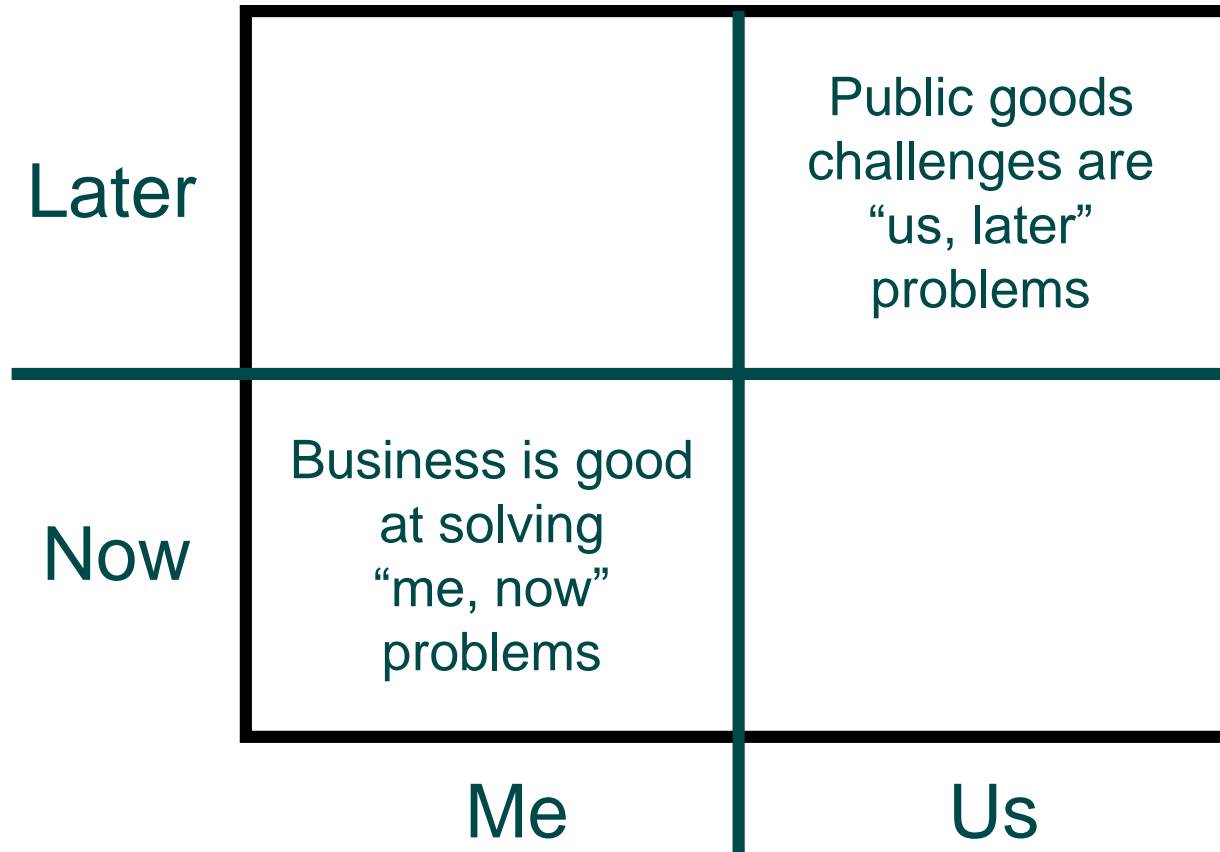 Later
Public goods
challenges are
“us, later”
problems
Now
Business is good
at solving
“me, now”
problems
Me
Us